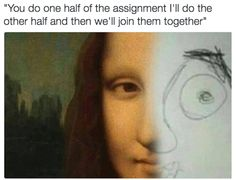 "You do one half of the assignment I'll do the
other half and then we'll join them together"